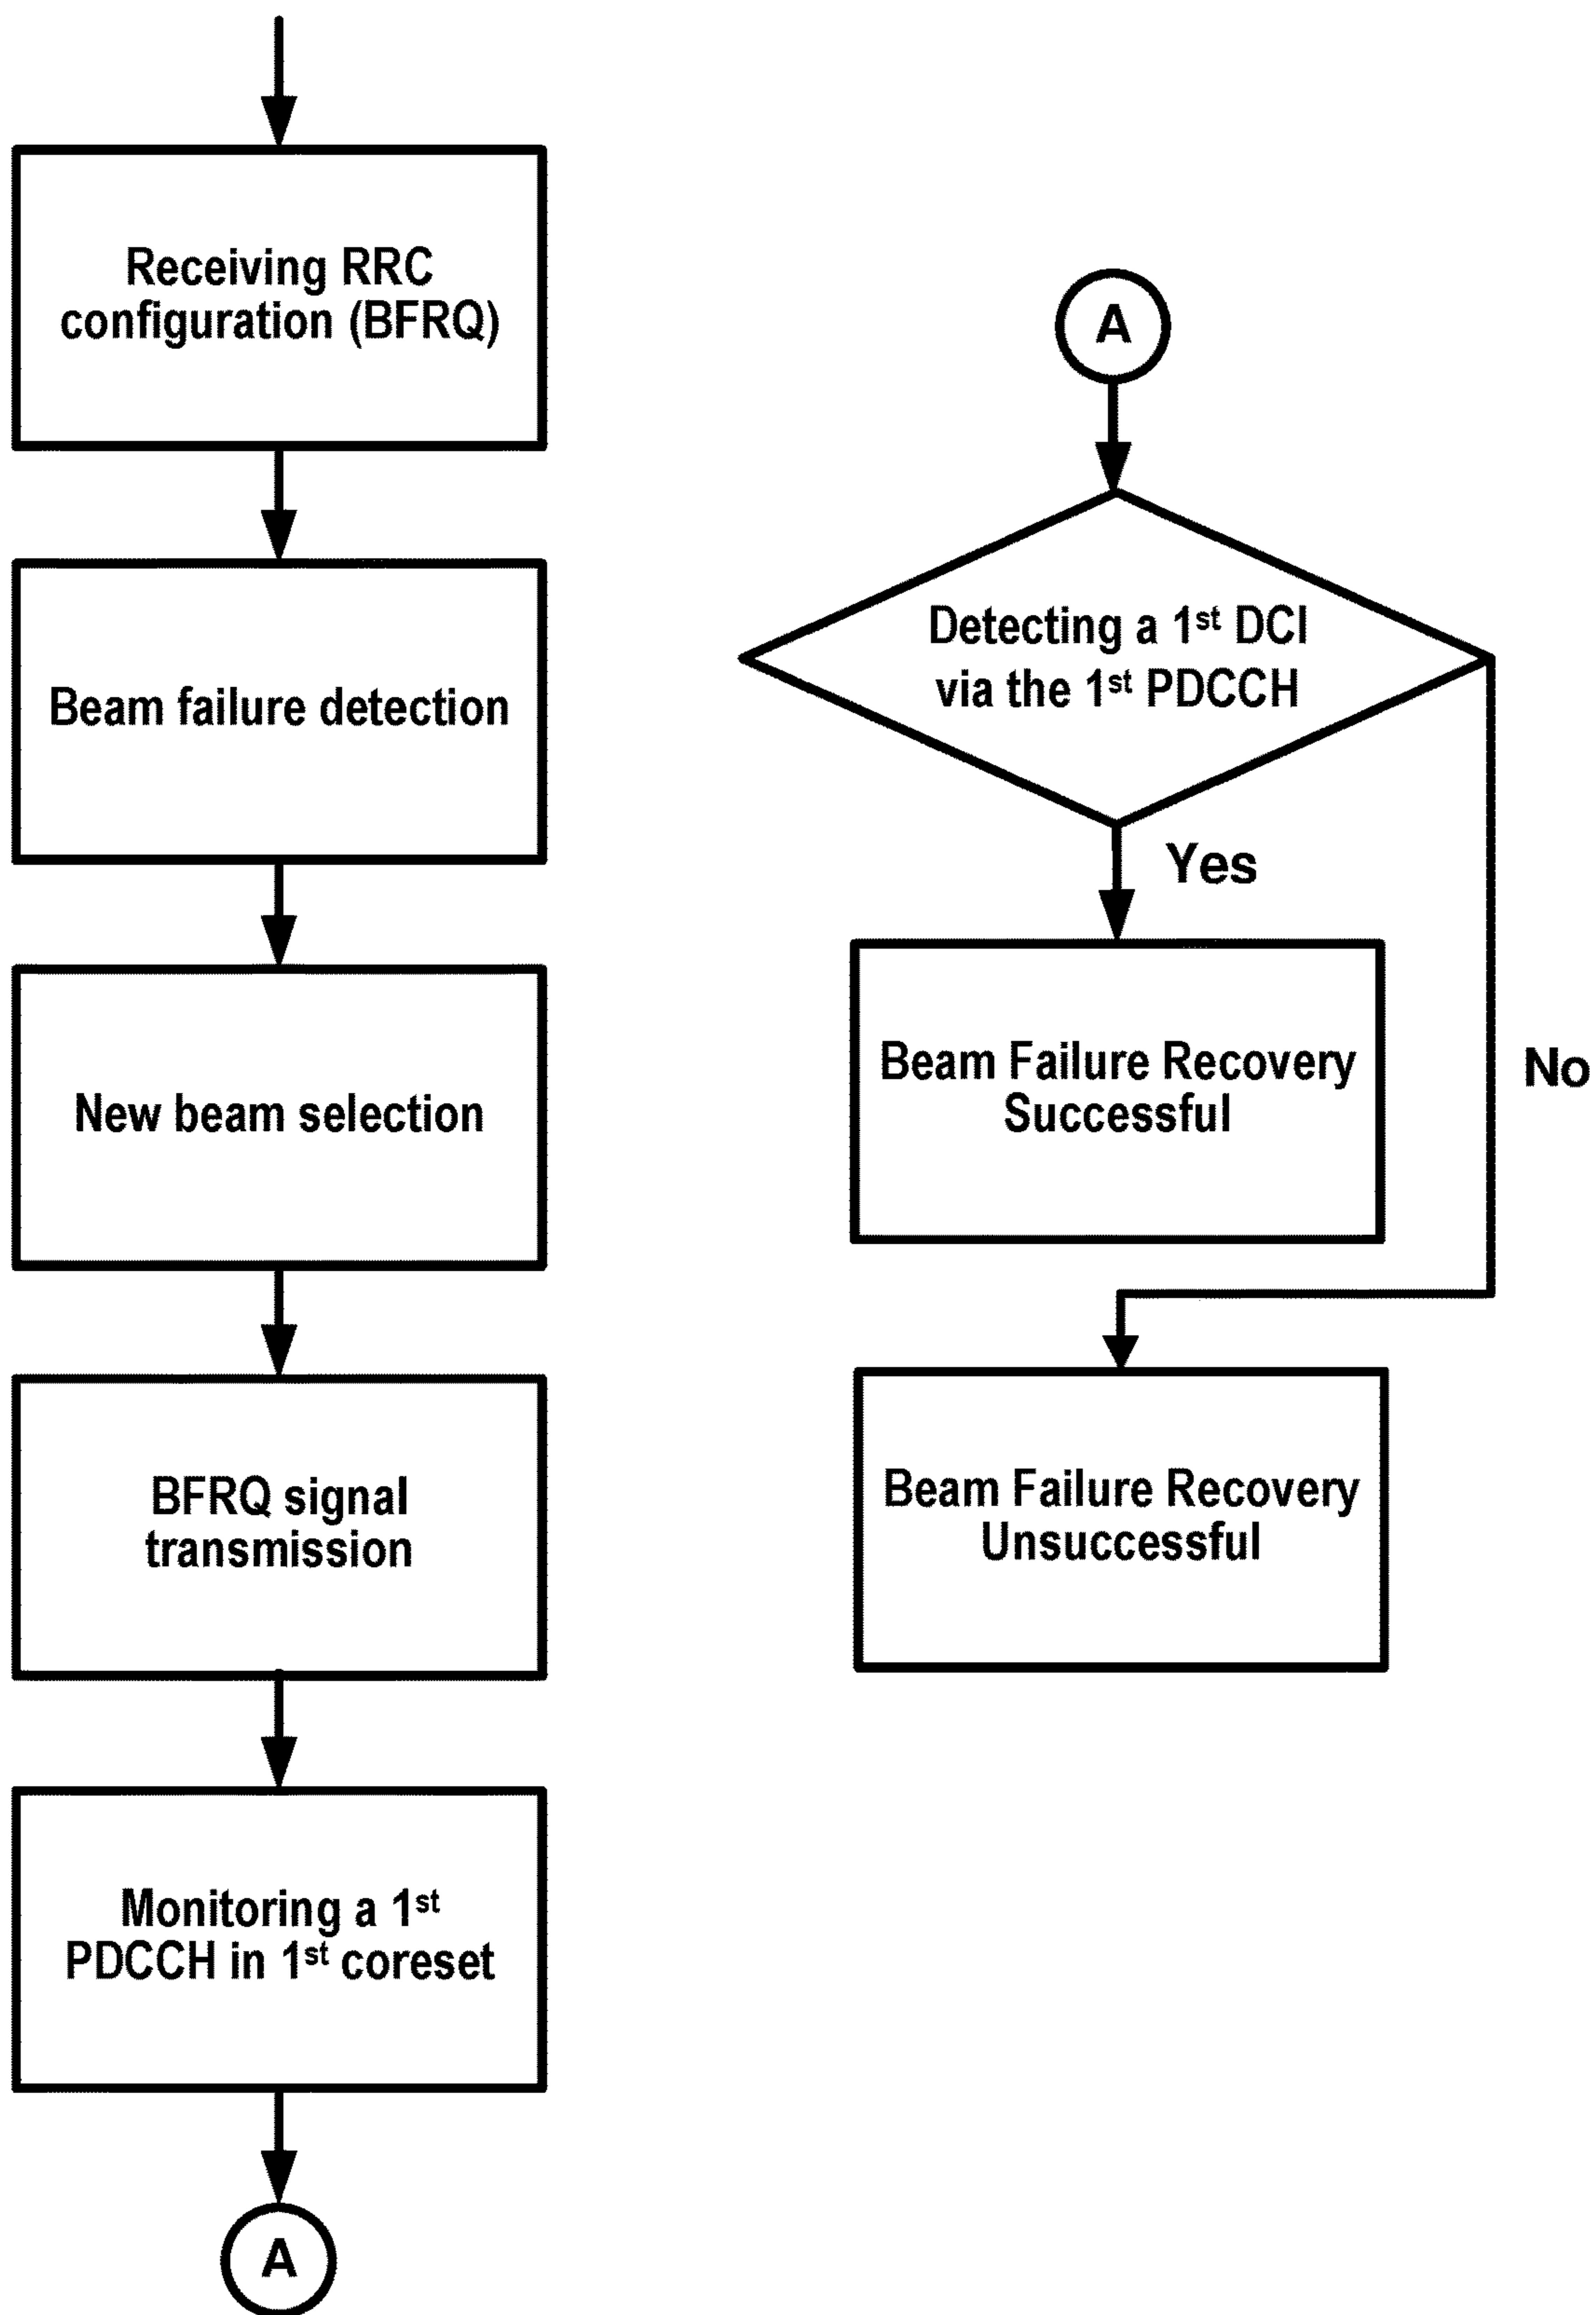 Receiving RRC
configuration (BFRQ)
Beam failure detection
New beam selection
BFRQ signal
transmission
Monitoring a 1st
PDCCH in 1st coreset
A
A
Detecting a 1st DCI
via the 1st PDCCH
Yes
Beam Failure Recovery
Successful
No
Beam Failure Recovery
Unsuccessful